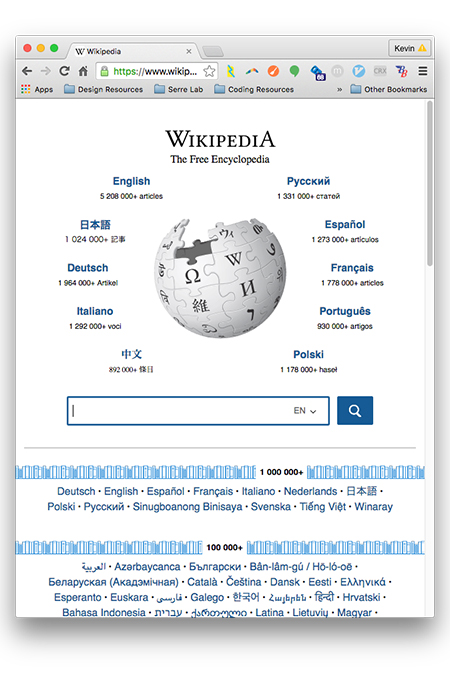 Wikipedia
Kevin
https://www.wikip...
Apps Design Resources Serre Lab Coding Resources » Other Bookmarks
WIKIPEDIA
The Free Encyclopedia
English Русский
5 208 000+ articles 1 331 000+ статей
日本語 Español
1 024 000+ 記事 1 273 000+ artículos
Deutsch Français
1 964 000+ Artikel 1 778 000+ articles
Italiano Português
1 292 000+ voci 930 000+ artigos
中文 Polski
892 000+ 條目 1 178 000+ haseł
EN
1 000 000+
Deutsch • English • Español • Français • Italiano • Nederlands • 日本語 •
Polski • Русский • Sinugboanong Binisaya • Svenska • Tiếng Việt • Winaray
100 000+
العربية • Azərbaycanca • Български • Bân-lâm-gú / Hō-ló-oē •
Беларуская (Акадэмічная) • Català • Čeština • Dansk • Eesti • Ελληνικά •
Esperanto • Euskara • فارسی • Galego • 한국어 • Հայերեն • हिन्दी • Hrvatski •
Bahasa Indonesia • עברית • ქართული • Latina • Lietuvių • Magyar •